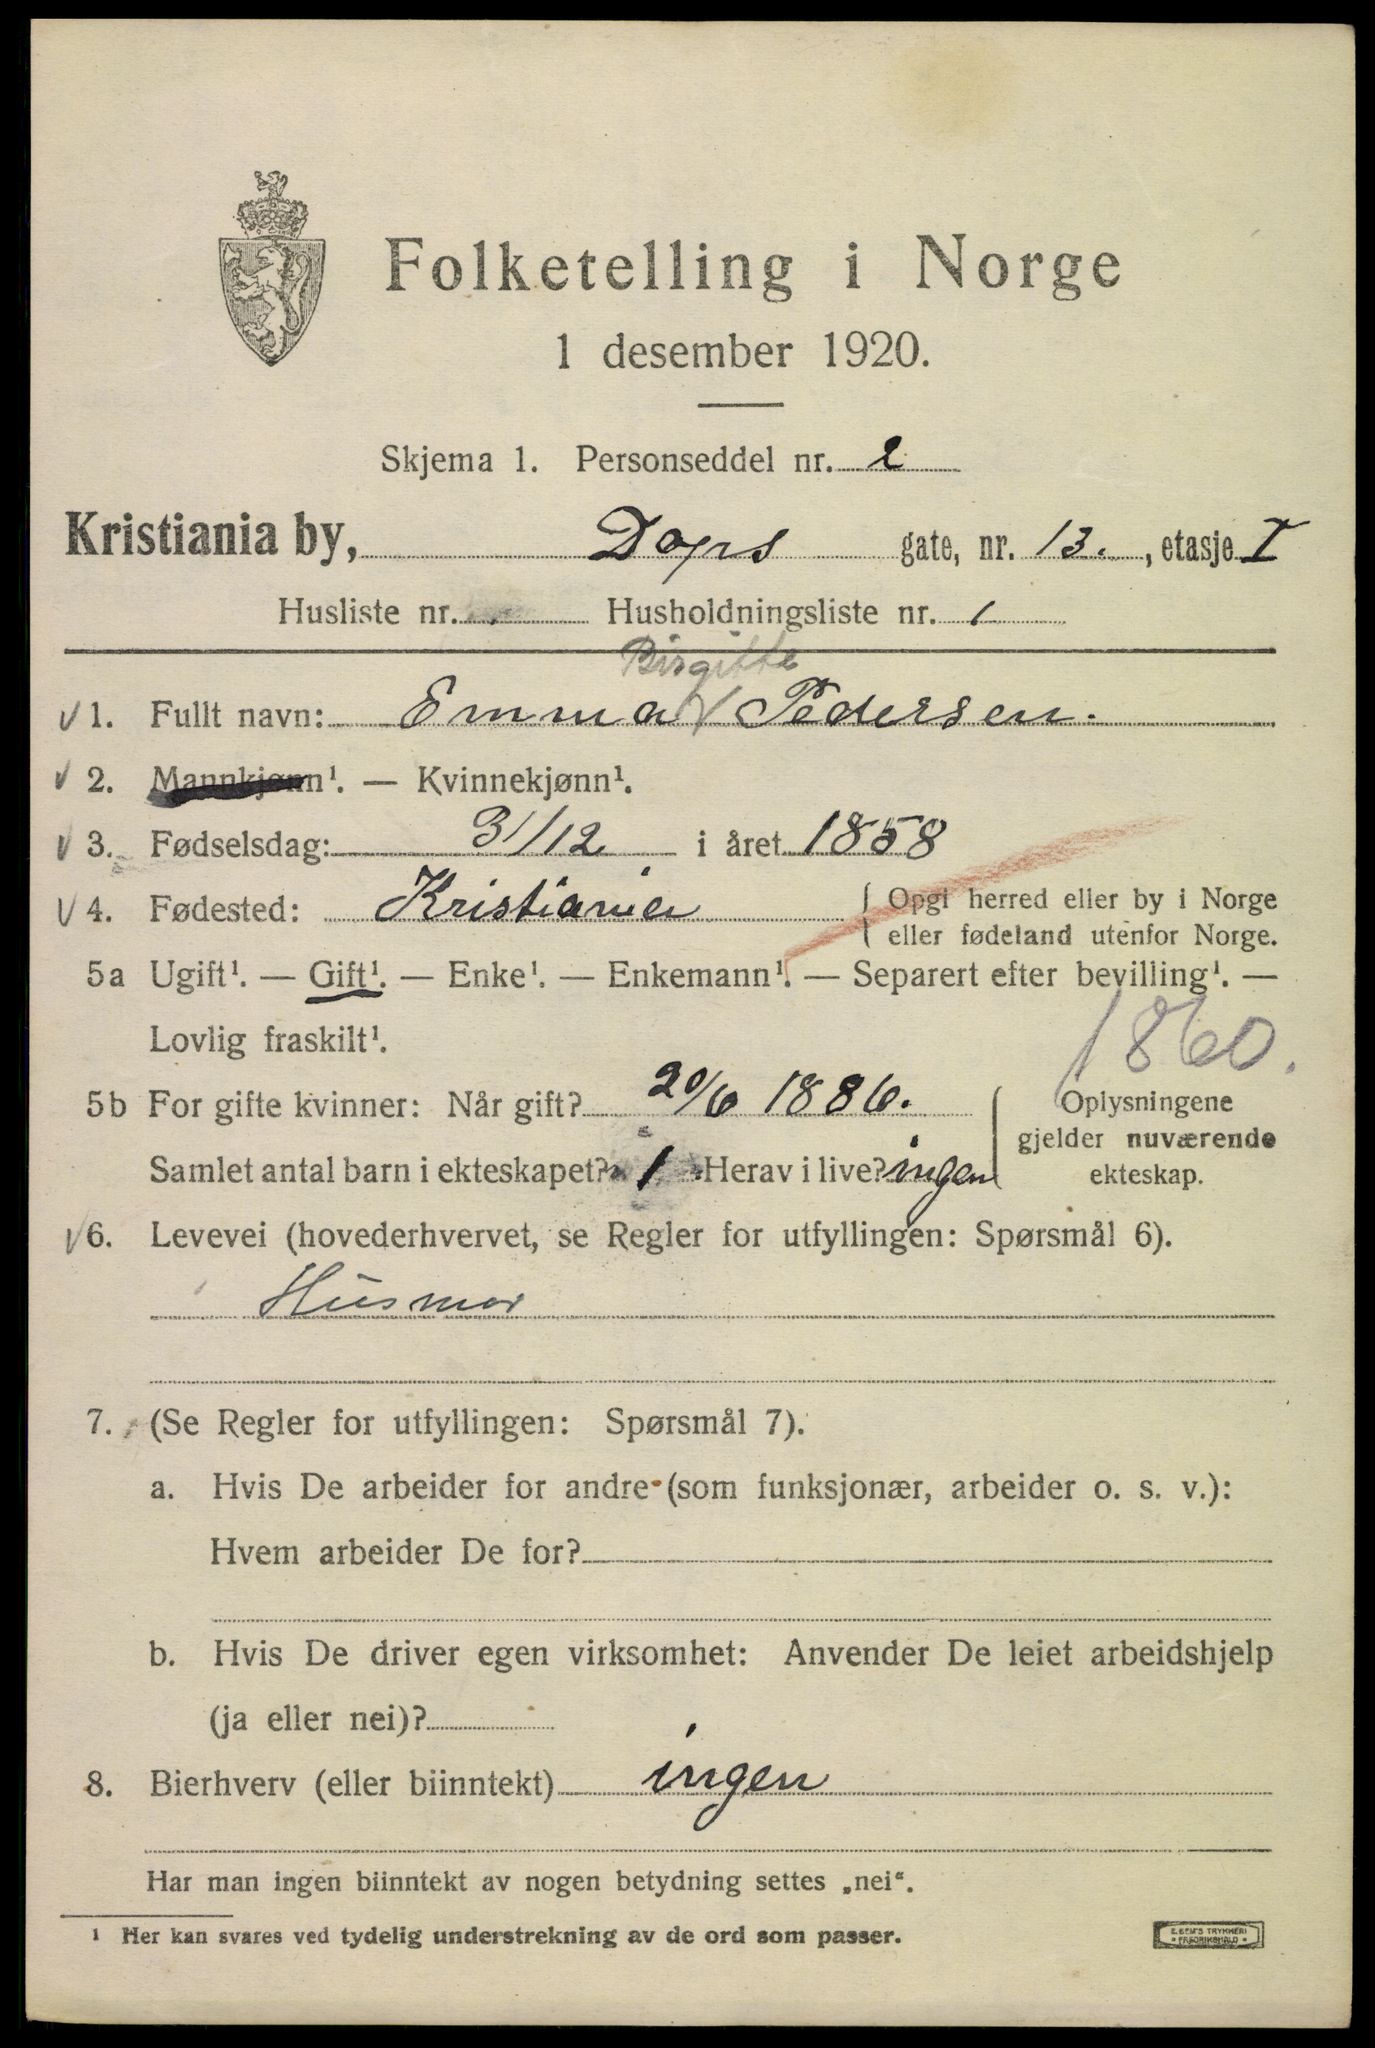 Folketelling i Norge
1 desember 1920.
Skjema 1. Personseddel nr. 2
Kristiania by, Dops gate, nr. 13. , etasje I
Husliste nr. Husholdningsliste nr. 1
Birgitte
√ 1. Fullt navn: Emma √ Pedersen.
√ 2. Mannkjønn¹. — Kvinnekjønn¹.
√ 3. Fødselsdag: 31/12 i året 1858
√ 4. Fødested: Kristiania { Opgi herred eller by i Norge
eller fødeland utenfor Norge.
5a Ugift¹. — Gift¹. — Enke¹. — Enkemann¹. — Separert efter bevilling¹. —
Lovlig fraskilt¹.
1860.
5b For gifte kvinner: Når gift? 20/6 1886. Oplysningene
gjelder nuværende
Samlet antal barn i ekteskapet? 1 Herav i live? ingen ekteskap.
√ 6. Levevei (hovederhvervet, se Regler for utfyllingen: Spørsmål 6).
Husmor
7. (Se Regler for utfyllingen: Spørsmål 7).
a. Hvis De arbeider for andre (som funksjonær, arbeider o. s. v.):
Hvem arbeider De for?
b. Hvis De driver egen virksomhet: Anvender De leiet arbeidshjelp
(ja eller nei)?
8. Bierhverv (eller biinntekt) ingen
Har man ingen biinntekt av nogen betydning settes „nei“.
¹ Her kan svares ved tydelig understrekning av de ord som passer.
E. SEM'S TRYKKERI
• FREDRIKSHALD •